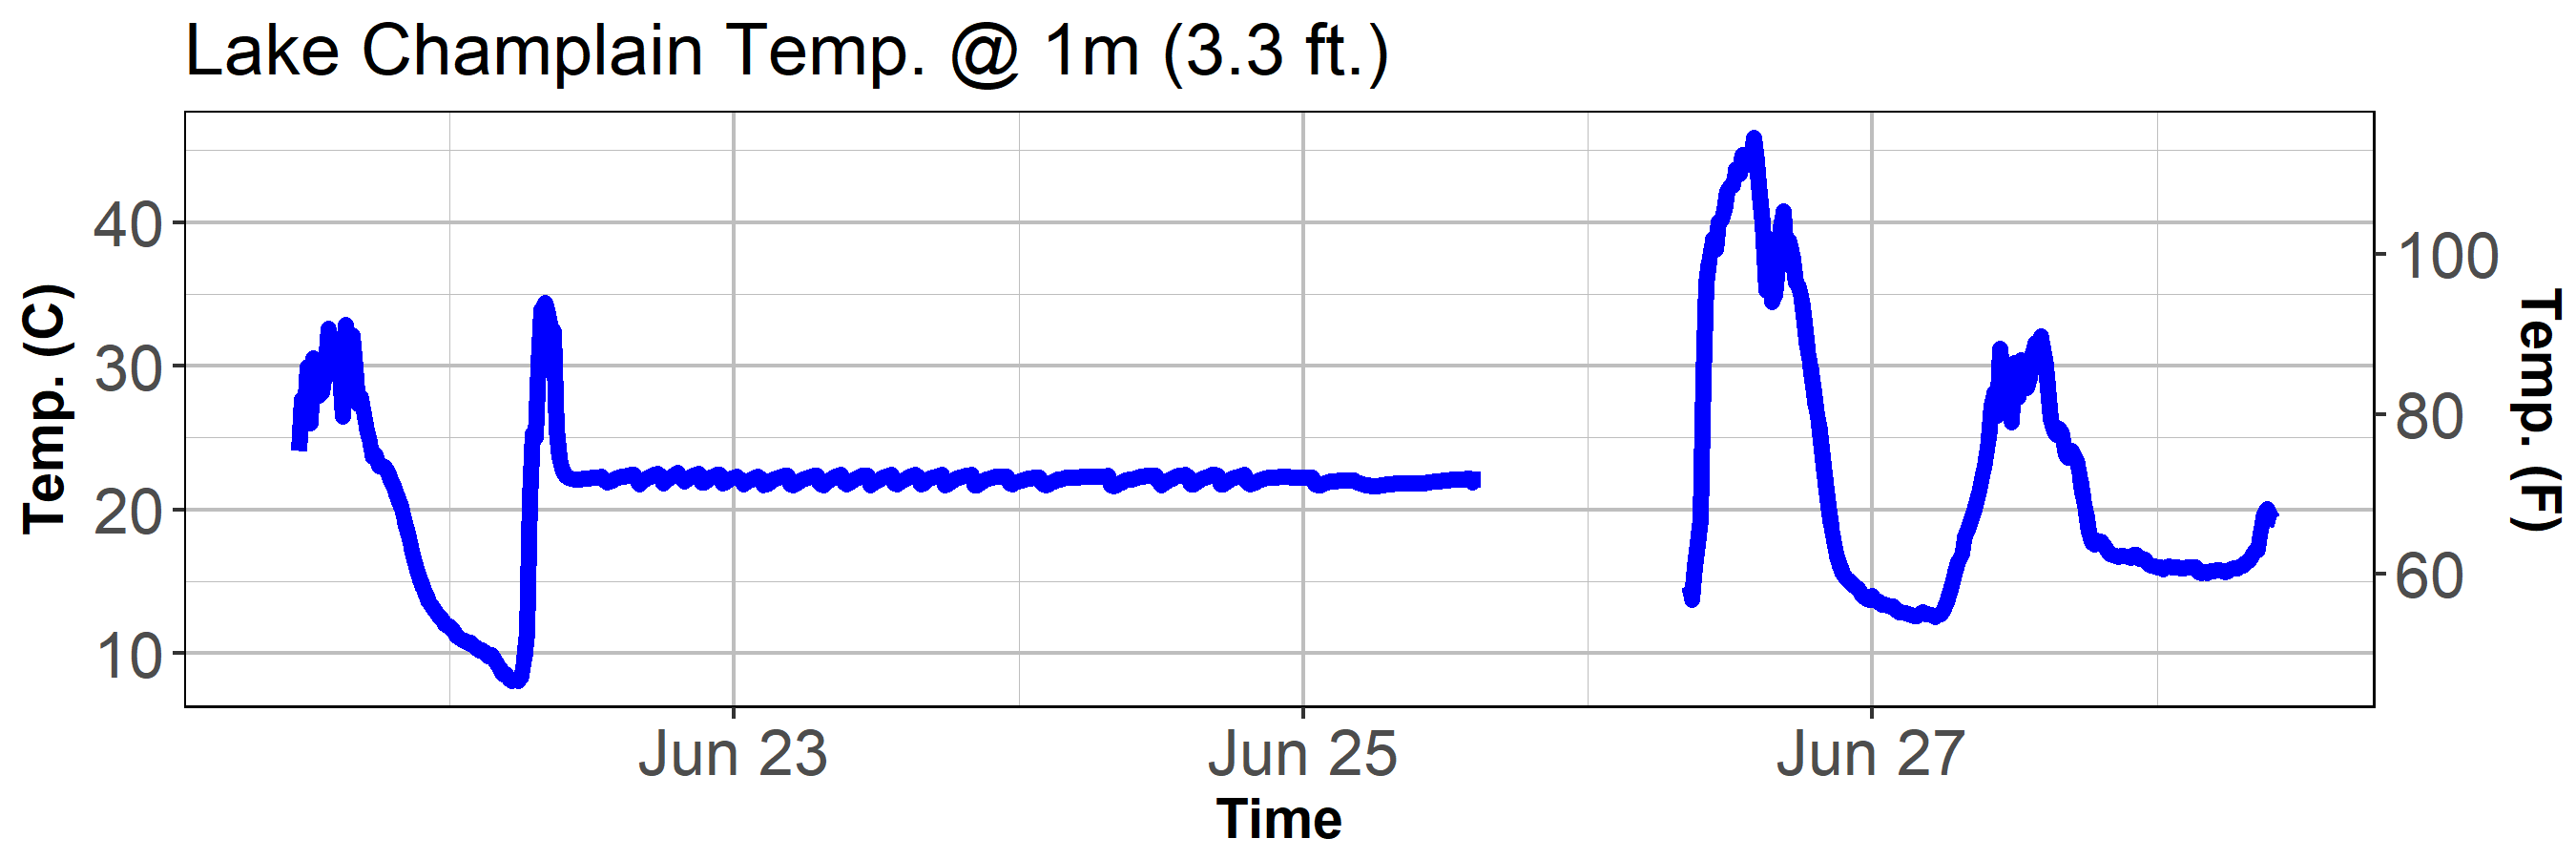 Lake Champlain Temp. @ 1m (3.3 ft.)
Temp. (C)
40
30
20
10
100
80
60
Temp. (F)
Jun 23
Jun 25
Jun 27
Time